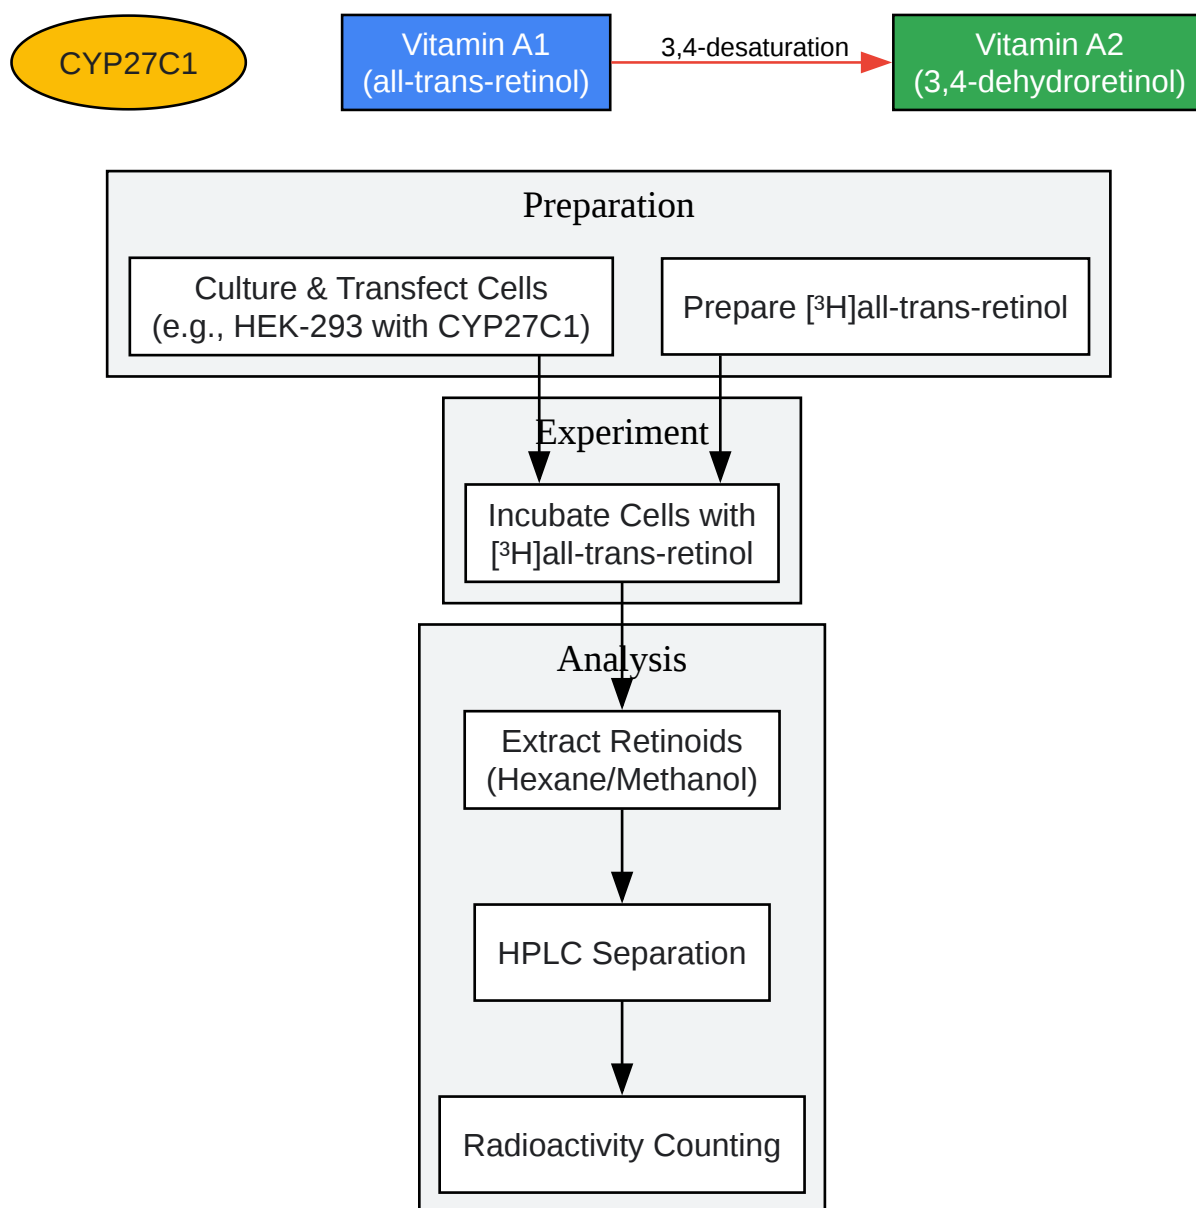 CYP27C1
Vitamin A1
(all-trans-retinol)
3,4-desaturation
Vitamin A2
(3,4-dehydroretinol)
Preparation
Culture & Transfect Cells
(e.g., HEK-293 with CYP27C1)
Prepare [³H]all-trans-retinol
Experiment
Incubate Cells with
[³H]all-trans-retinol
Analysis
Extract Retinoids
(Hexane/Methanol)
HPLC Separation
Radioactivity Counting